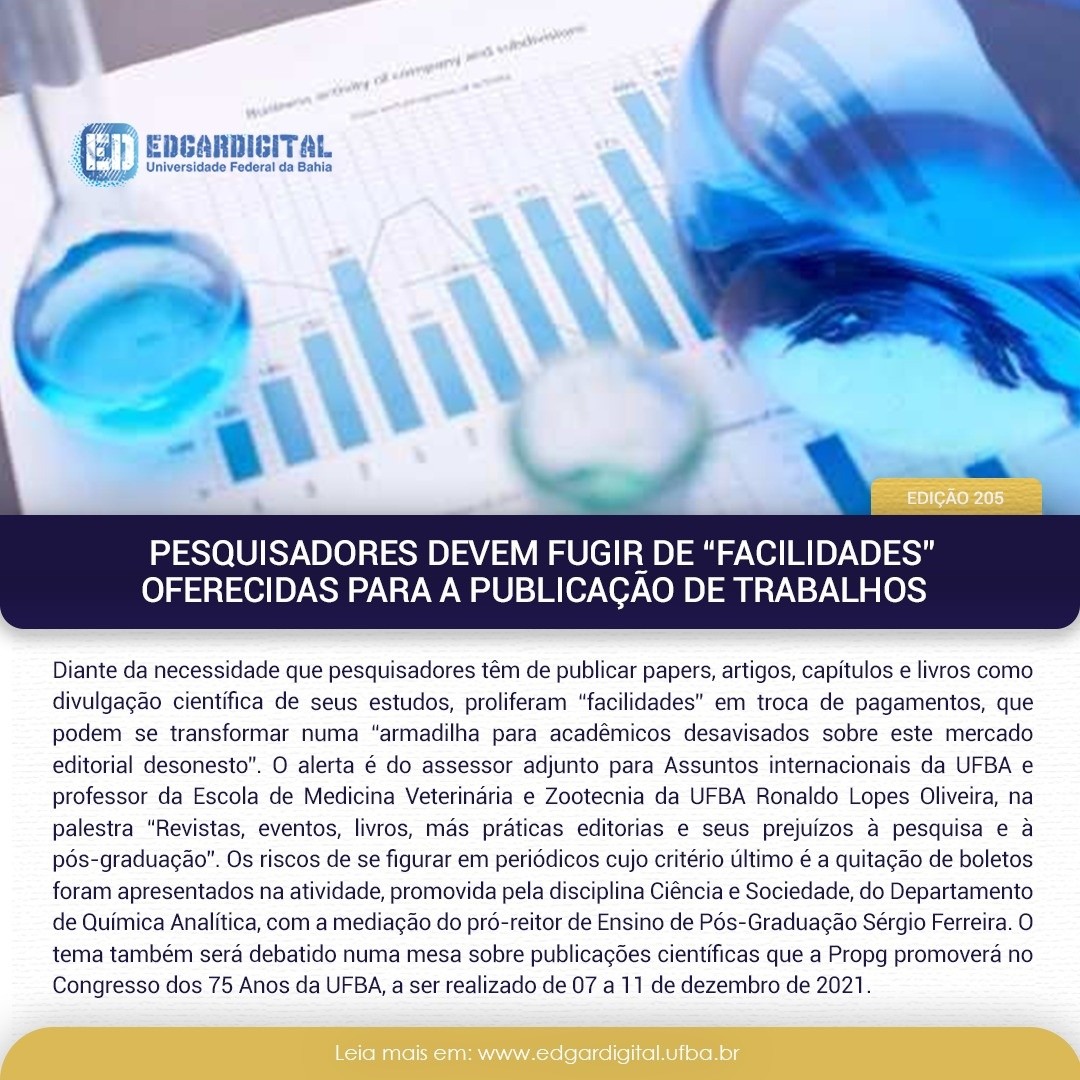 Business activity of company and subdivisions
ED EDGARDIGITAL
Universidade Federal da Bahia
EDIÇÃO 205
PESQUISADORES DEVEM FUGIR DE “FACILIDADES”
OFERECIDAS PARA A PUBLICAÇÃO DE TRABALHOS
Diante da necessidade que pesquisadores têm de publicar papers, artigos, capítulos e livros como
divulgação científica de seus estudos, proliferam “facilidades” em troca de pagamentos, que
podem se transformar numa “armadilha para acadêmicos desavisados sobre este mercado
editorial desonesto”. O alerta é do assessor adjunto para Assuntos internacionais da UFBA e
professor da Escola de Medicina Veterinária e Zootecnia da UFBA Ronaldo Lopes Oliveira, na
palestra “Revistas, eventos, livros, más práticas editorias e seus prejuízos à pesquisa e à
pós-graduação”. Os riscos de se figurar em periódicos cujo critério último é a quitação de boletos
foram apresentados na atividade, promovida pela disciplina Ciência e Sociedade, do Departamento
de Química Analítica, com a mediação do pró-reitor de Ensino de Pós-Graduação Sérgio Ferreira. O
tema também será debatido numa mesa sobre publicações científicas que a Propg promoverá no
Congresso dos 75 Anos da UFBA, a ser realizado de 07 a 11 de dezembro de 2021.
Leia mais em: www.edgardigital.ufba.br